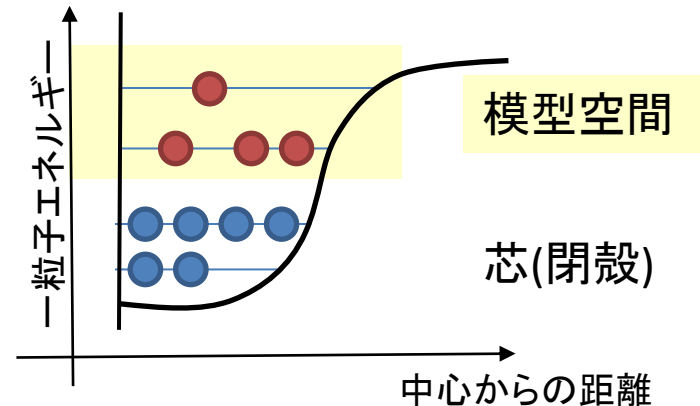 一粒子エネルギー
模型空間
芯(閉殻)
中心からの距離